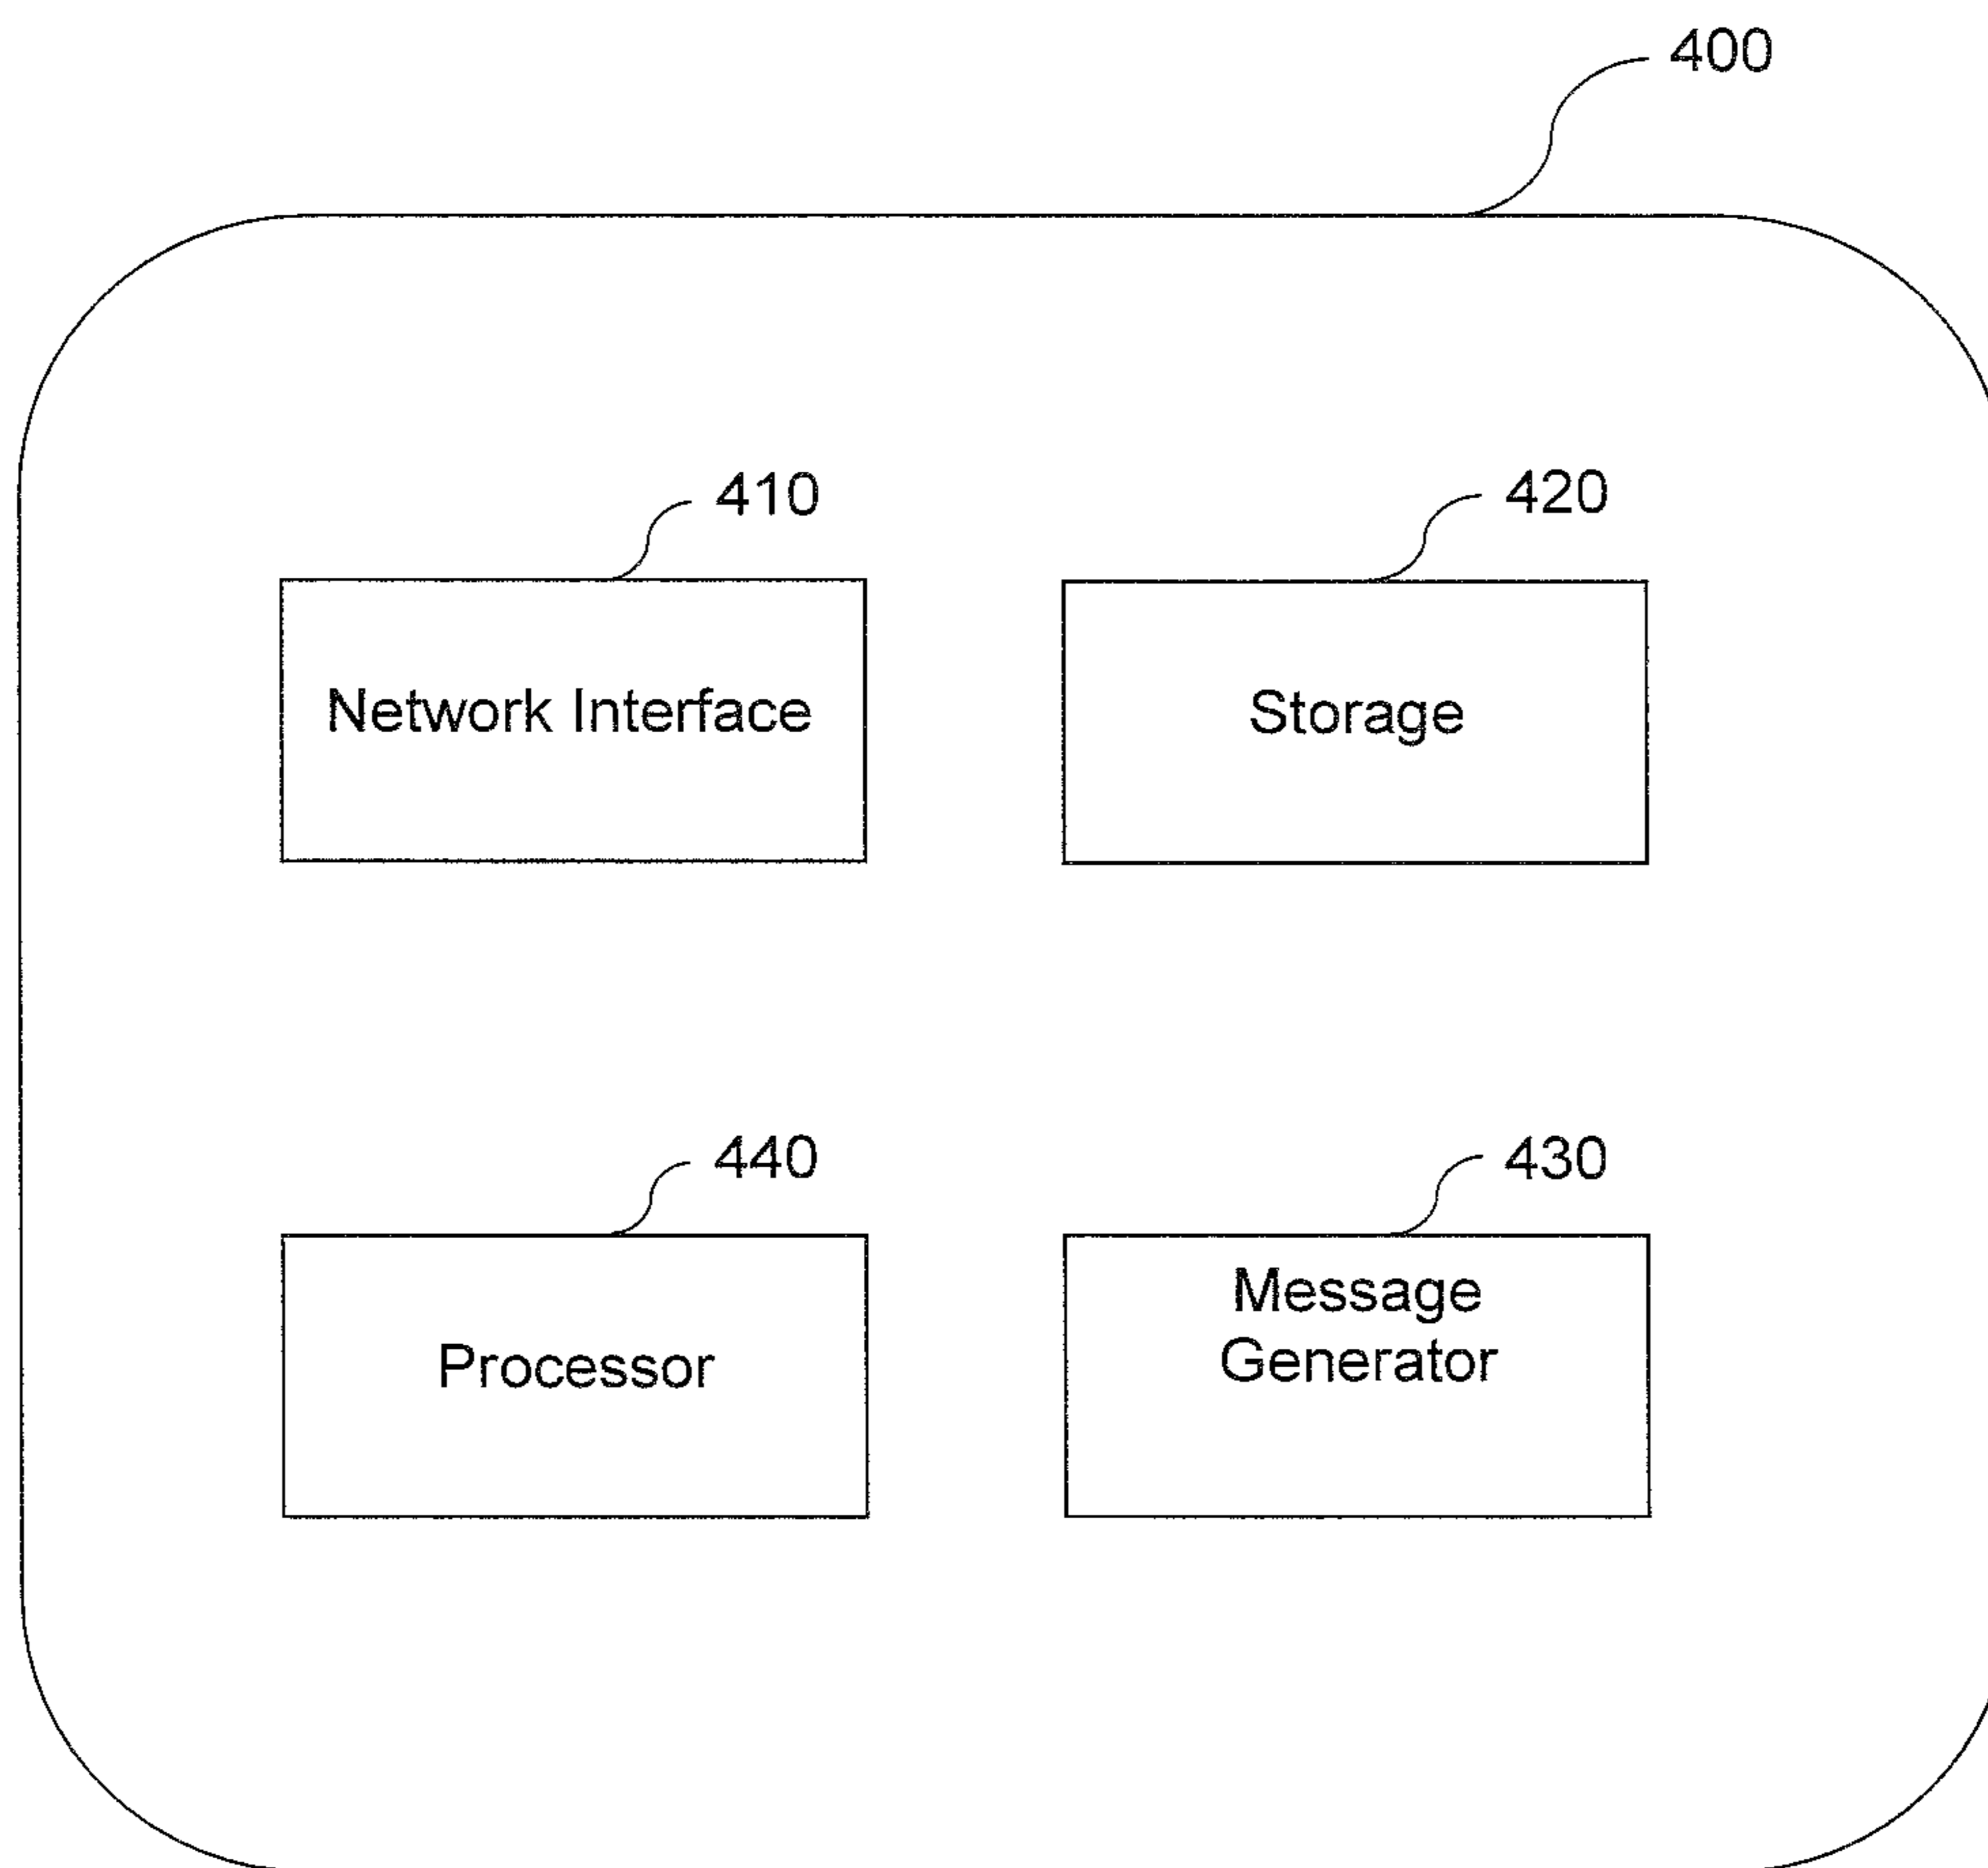 400
410
420
Network Interface
Storage
440
430
Processor
Message
Generator